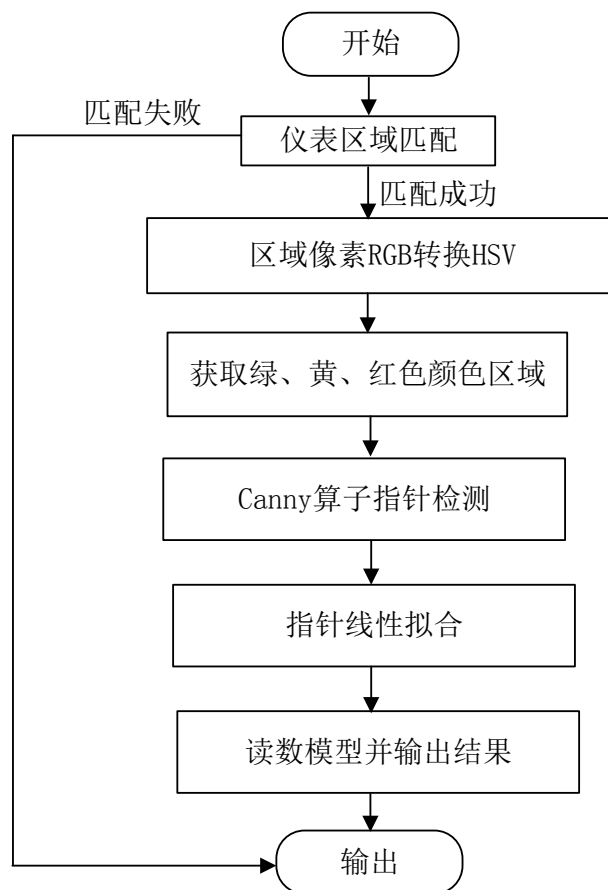 开始
匹配失败
仪表区域匹配
匹配成功
区域像素RGB转换HSV
获取绿、黄、红色颜色区域
Canny算子指针检测
指针线性拟合
读数模型并输出结果
输出